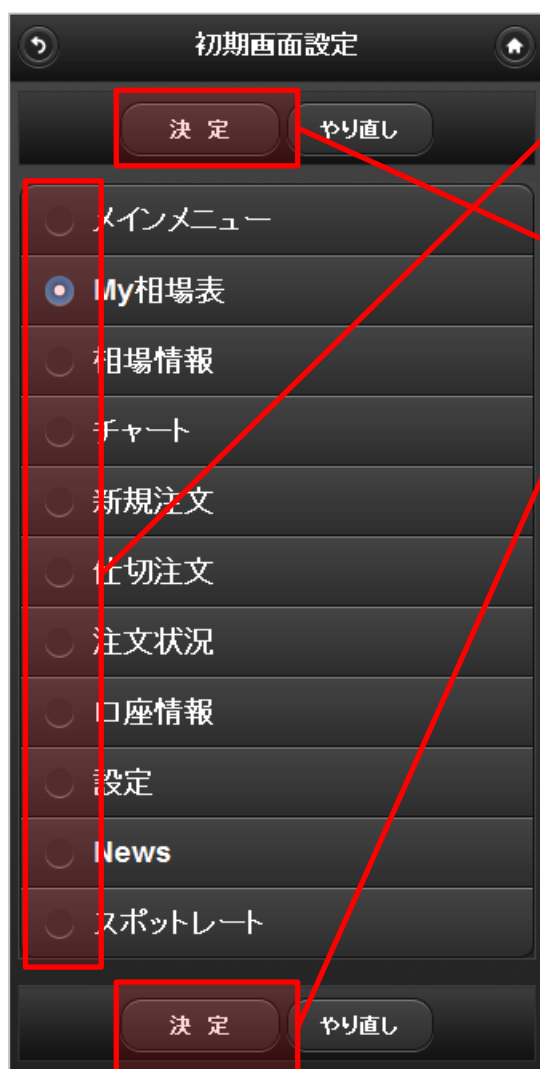 初期画面設定
決 定 やり直し
メインメニュー
My相場表
相場情報
チャート
新規注文
仕切注文
注文状況
口座情報
設定
News
スポットレート
決 定 やり直し